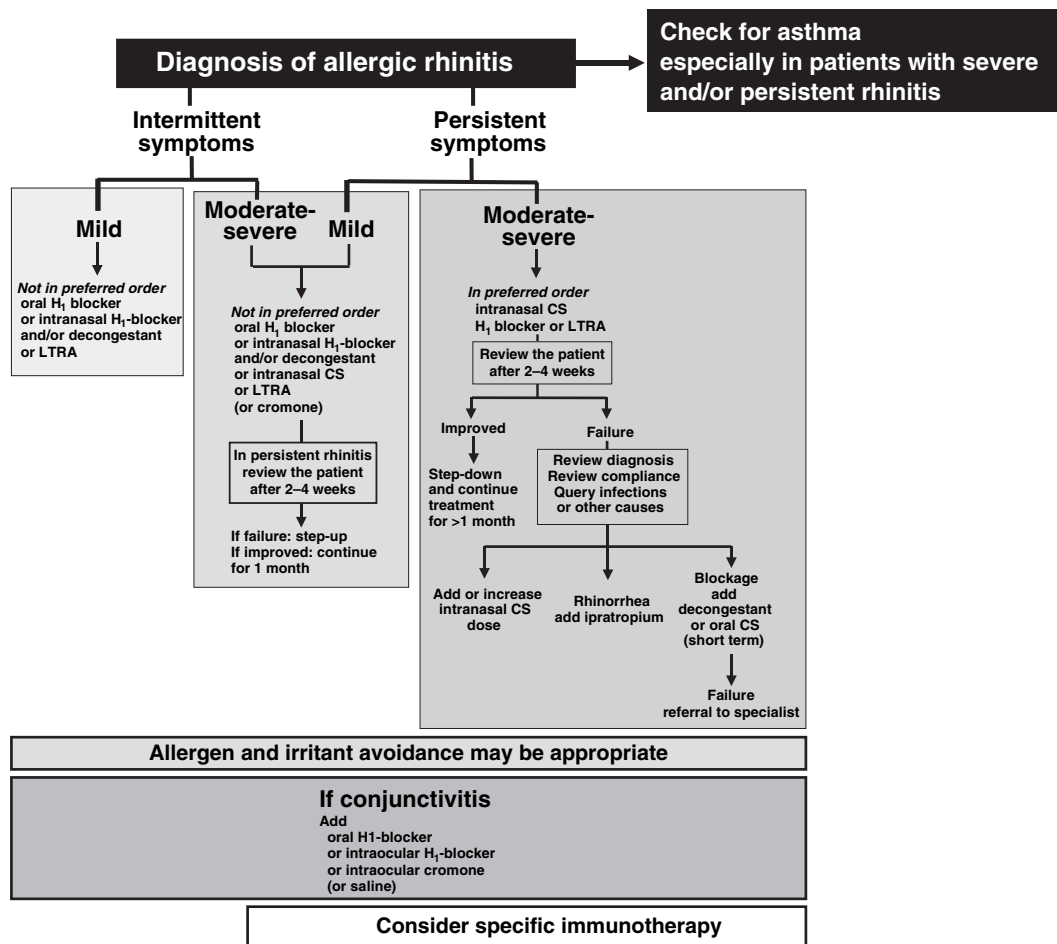 Diagnosis of allergic rhinitis
Check for asthma
especially in patients with severe
and/or persistent rhinitis
Intermittent
symptoms
Persistent
symptoms
Mild
Not in preferred order
oral H₁ blocker
or intranasal H₁-blocker
and/or decongestant
or LTRA
Moderate-
severe
Mild
Not in preferred order
oral H₁ blocker
or intranasal H₁-blocker
and/or decongestant
or intranasal CS
or LTRA
(or cromone)
In persistent rhinitis
review the patient
after 2–4 weeks
If failure: step-up
If improved: continue
for 1 month
Moderate-
severe
In preferred order
intranasal CS
H₁ blocker or LTRA
Review the patient
after 2–4 weeks
Improved
Step-down
and continue
treatment
for >1 month
Failure
Review diagnosis
Review compliance
Query infections
or other causes
Add or increase
intranasal CS
dose
Rhinorrhea
add ipratropium
Blockage
add
decongestant
or oral CS
(short term)
Failure
referral to specialist
Allergen and irritant avoidance may be appropriate
If conjunctivitis
Add
oral H1-blocker
or intraocular H₁-blocker
or intraocular cromone
(or saline)
Consider specific immunotherapy